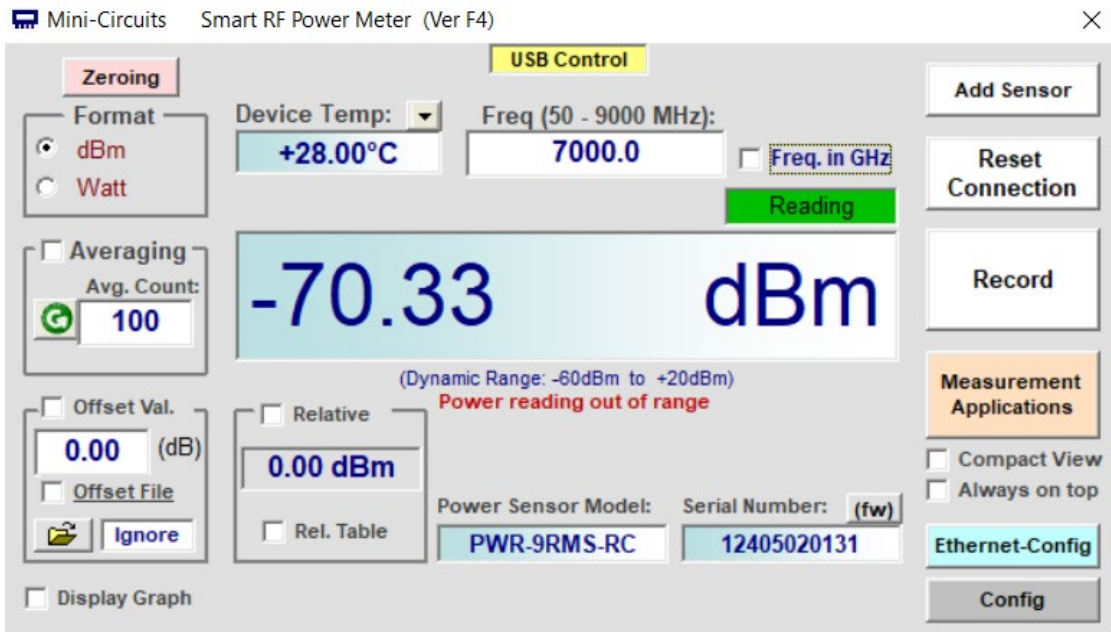 Mini-Circuits Smart RF Power Meter (Ver F4)
USB Control
Zeroing
Format
dBm
Watt
Device Temp:
+28.00°C
Freq (50 - 9000 MHz):
7000.0
Freq. in GHz
Reading
Add Sensor
Reset
Connection
Averaging
Avg. Count:
100
-70.33 dBm
Record
(Dynamic Range: -60dBm to +20dBm)
Power reading out of range
Measurement
Applications
Offset Val.
0.00 (dB)
Offset File
Ignore
Relative
0.00 dBm
Rel. Table
Power Sensor Model:
PWR-9RMS-RC
Serial Number: (fw)
12405020131
Compact View
Always on top
Ethernet-Config
Display Graph
Config